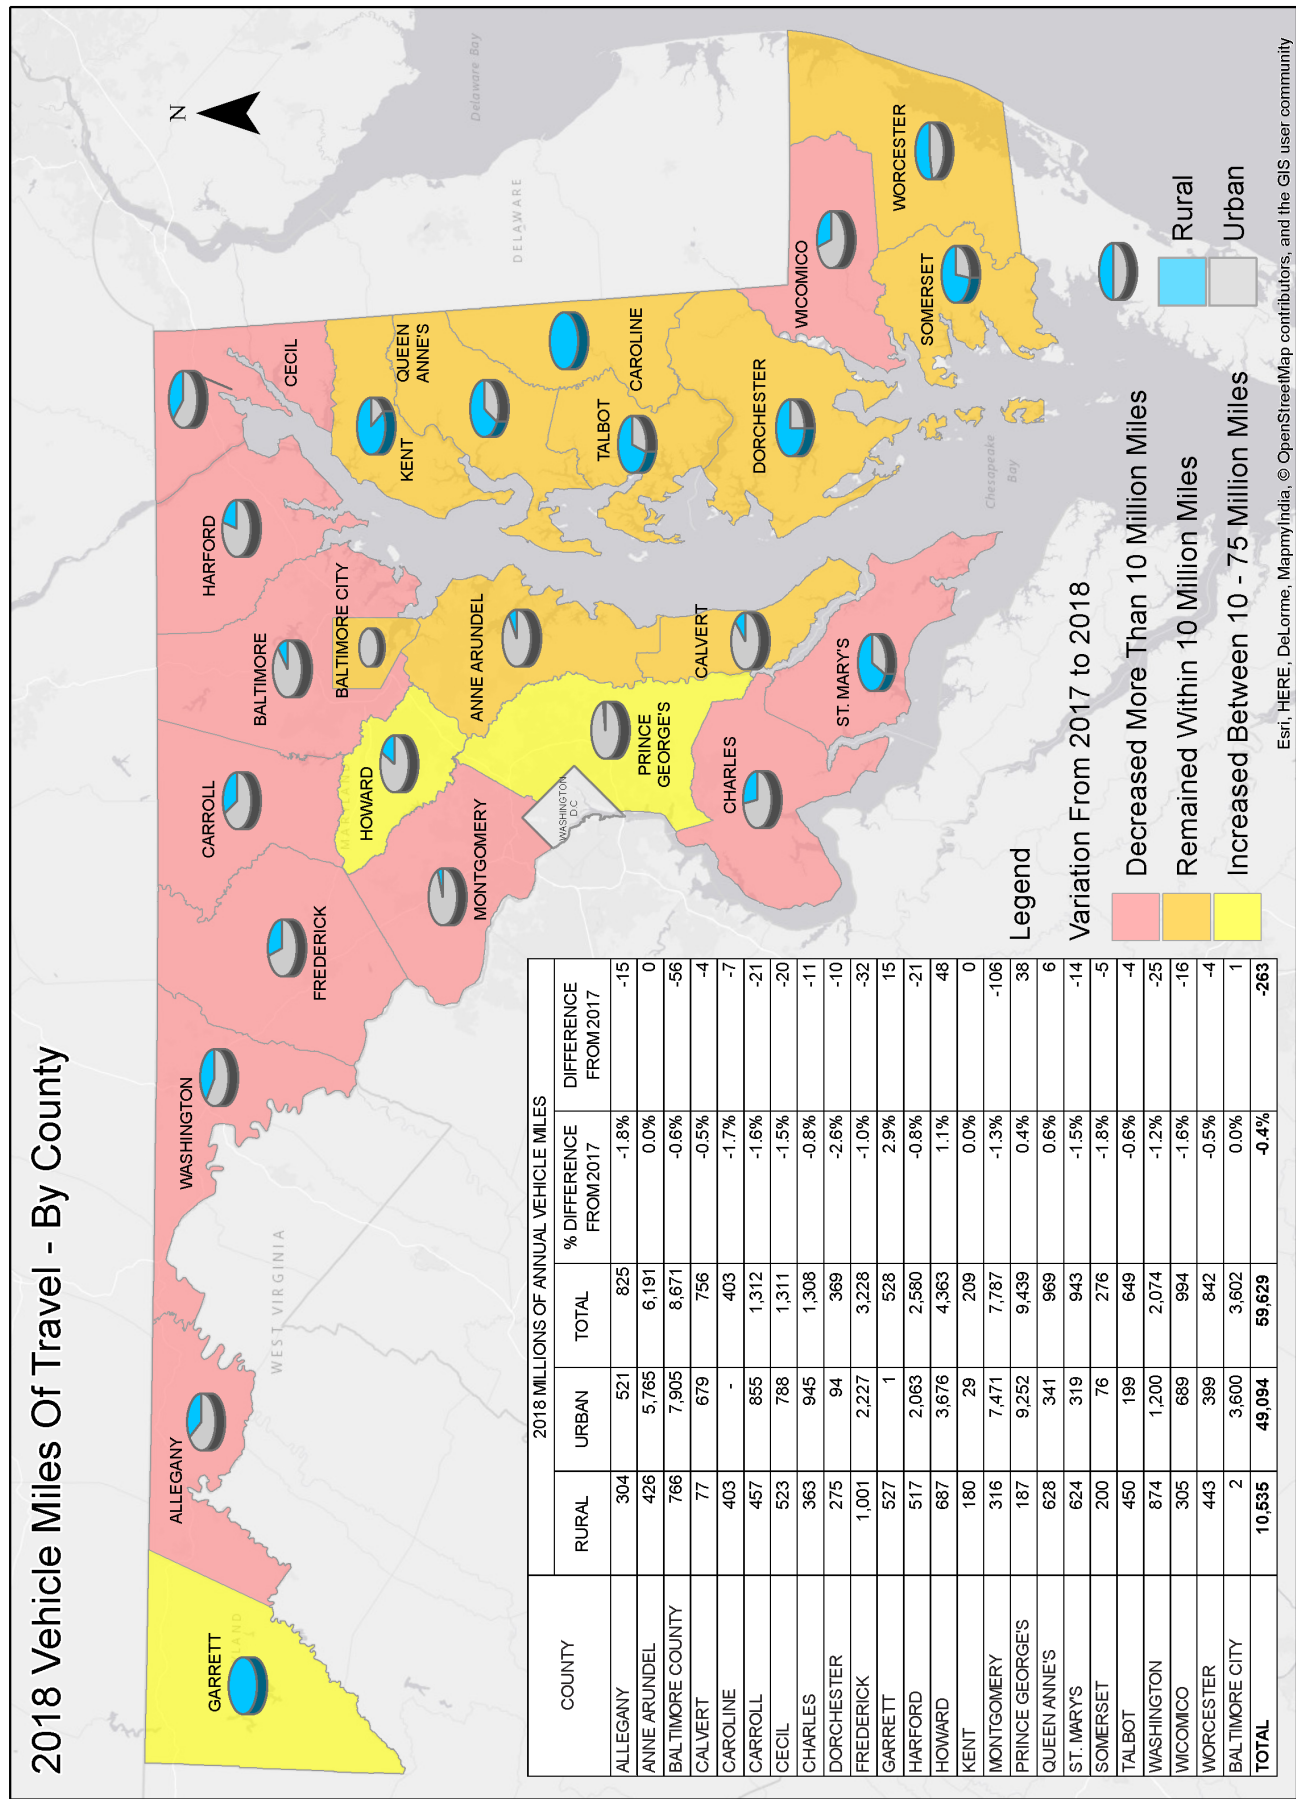 2018 Vehicle Miles Of Travel - By County
N
Delaware Bay
DELAWARE
GARRETT
ALLEGANY
WASHINGTON
FREDERICK
CARROLL
BALTIMORE
HARFORD
CECIL
BALTIMORE CITY
HOWARD
MONTGOMERY
KENT
QUEEN
ANNE'S
ANNE ARUNDEL
TALBOT
CAROLINE
WASHINGTON
D C
PRINCE
GEORGE'S
CALVERT
DORCHESTER
CHARLES
ST. MARY'S
WICOMICO
WORCESTER
SOMERSET
WEST VIRGINIA
MARYLAND
LAND
Chesapeake
Bay
2018 MILLIONS OF ANNUAL VEHICLE MILES
COUNTY RURAL URBAN TOTAL % DIFFERENCE FROM 2017 DIFFERENCE FROM 2017
ALLEGANY 304 521 825 -1.8% -15
ANNE ARUNDEL 426 5,765 6,191 0.0% 0
BALTIMORE COUNTY 766 7,905 8,671 -0.6% -56
CALVERT 77 679 756 -0.5% -4
CAROLINE 403 - 403 -1.7% -7
CARROLL 457 855 1,312 -1.6% -21
CECIL 523 788 1,311 -1.5% -20
CHARLES 363 945 1,308 -0.8% -11
DORCHESTER 275 94 369 -2.6% -10
FREDERICK 1,001 2,227 3,228 -1.0% -32
GARRETT 527 1 528 2.9% 15
HARFORD 517 2,063 2,580 -0.8% -21
HOWARD 687 3,676 4,363 1.1% 48
KENT 180 29 209 0.0% 0
MONTGOMERY 316 7,471 7,787 -1.3% -106
PRINCE GEORGE'S 187 9,252 9,439 0.4% 38
QUEEN ANNE'S 628 341 969 0.6% 6
ST. MARY'S 624 319 943 -1.5% -14
SOMERSET 200 76 276 -1.8% -5
TALBOT 450 199 649 -0.6% -4
WASHINGTON 874 1,200 2,074 -1.2% -25
WICOMICO 305 689 994 -1.6% -16
WORCESTER 443 399 842 -0.5% -4
BALTIMORE CITY 2 3,600 3,602 0.0% 1
TOTAL 10,535 49,094 59,629 -0.4% -263
Legend
Variation From 2017 to 2018
Decreased More Than 10 Million Miles
Remained Within 10 Million Miles
Increased Between 10 - 75 Million Miles
Rural
Urban
Esri, HERE, DeLorme, MapmyIndia, © OpenStreetMap contributors, and the GIS user community